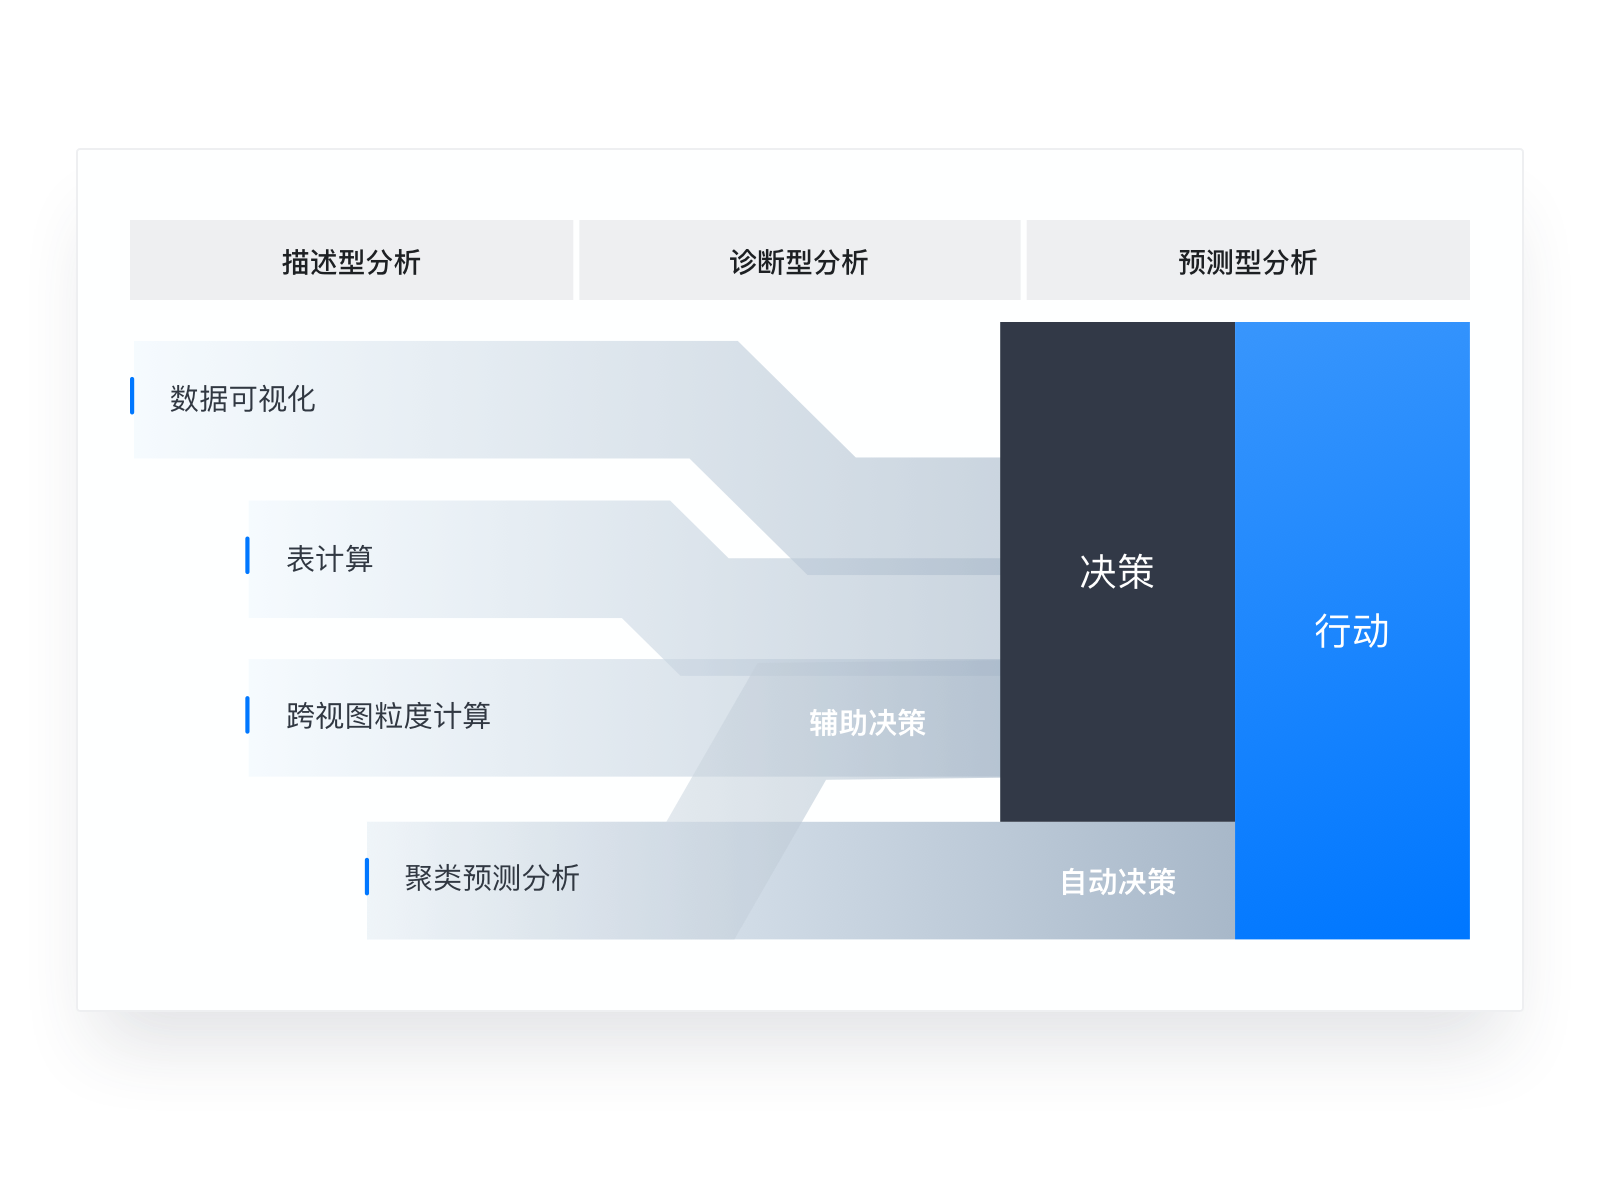 描述型分析
诊断型分析
预测型分析
数据可视化
表计算
跨视图粒度计算
聚类预测分析
辅助决策
自动决策
决策
行动